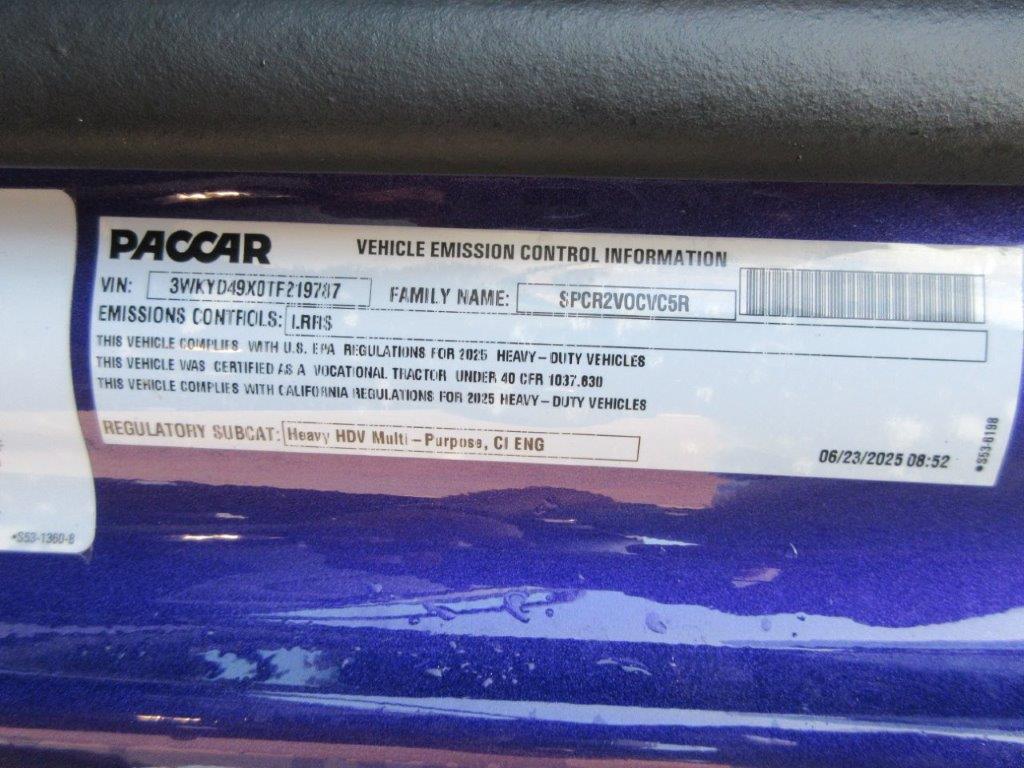 PACCAR
VEHICLE EMISSION CONTROL INFORMATION
VIN: 3WKYD49X0TF219787
FAMILY NAME: SPCR2VOCVC5R
EMISSIONS CONTROLS: LRRS
THIS VEHICLE COMPLIES WITH U.S. EPA REGULATIONS FOR 2025 HEAVY-DUTY VEHICLES
THIS VEHICLE WAS CERTIFIED AS A VOCATIONAL TRACTOR UNDER 40 CFR 1037.630
THIS VEHICLE COMPLIES WITH CALIFORNIA REGULATIONS FOR 2025 HEAVY-DUTY VEHICLES
REGULATORY SUBCAT: Heavy HDV Multi-Purpose, CI ENG
06/23/2025 08:52
*S53-6198
*S53-1360-B